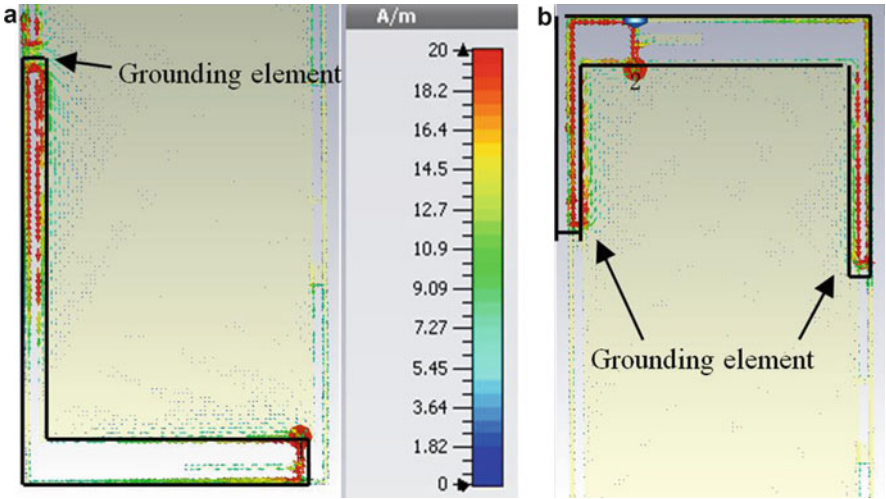 a
Grounding element
A/m
20
18.2
16.4
14.5
12.7
10.9
9.09
7.27
5.45
3.64
1.82
0
b
2
Grounding element